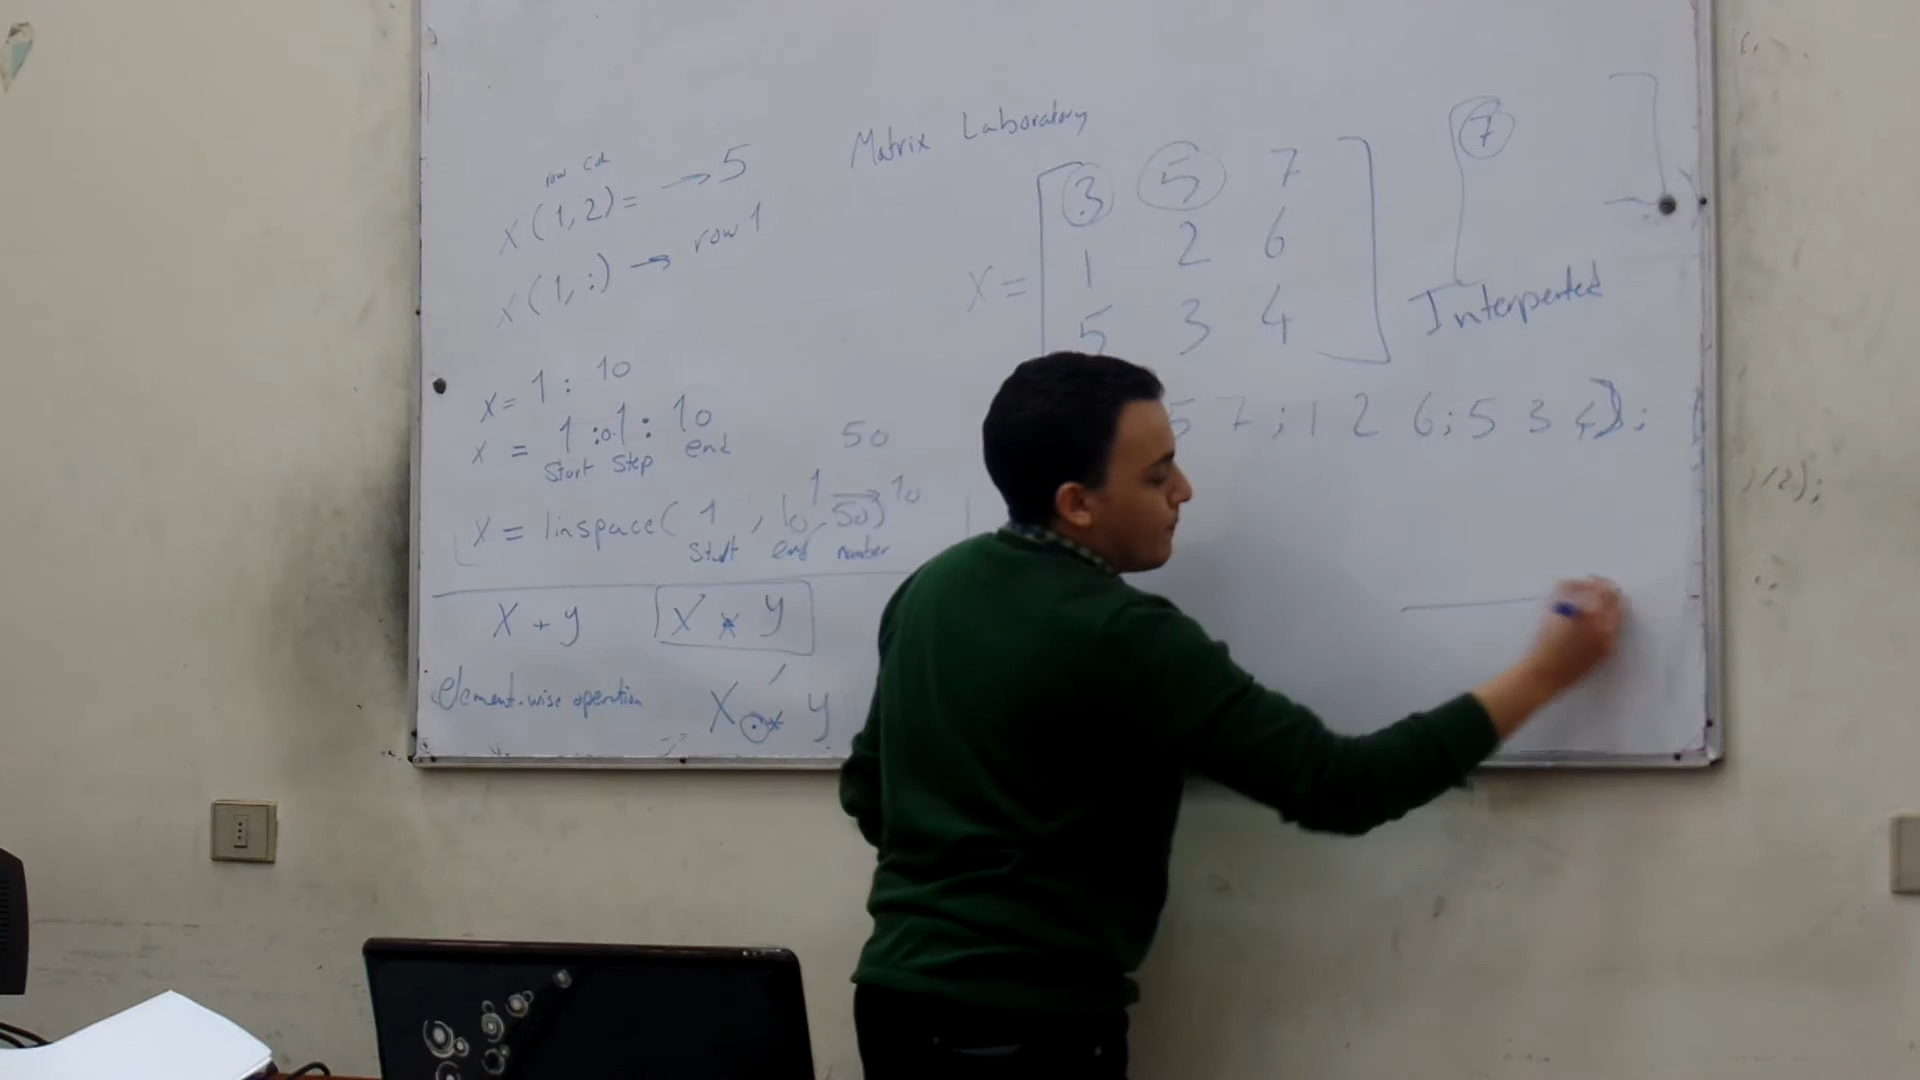 Matrix Laboratory
row col
x(1,2) = → 5
x(1,:) → row 1
x = 1 : 10
x = 1 : 0.1 : 10
start step end
50
1 → 10
x = linspace( 1 , 10, 50)
start end number
X + y
X * y
element-wise operation
X .* y
3 5 7
X = 1 2 6
5 3 4
7
Interperted
5 7 ; 1 2 6 ; 5 3 4 ] ;
/2);